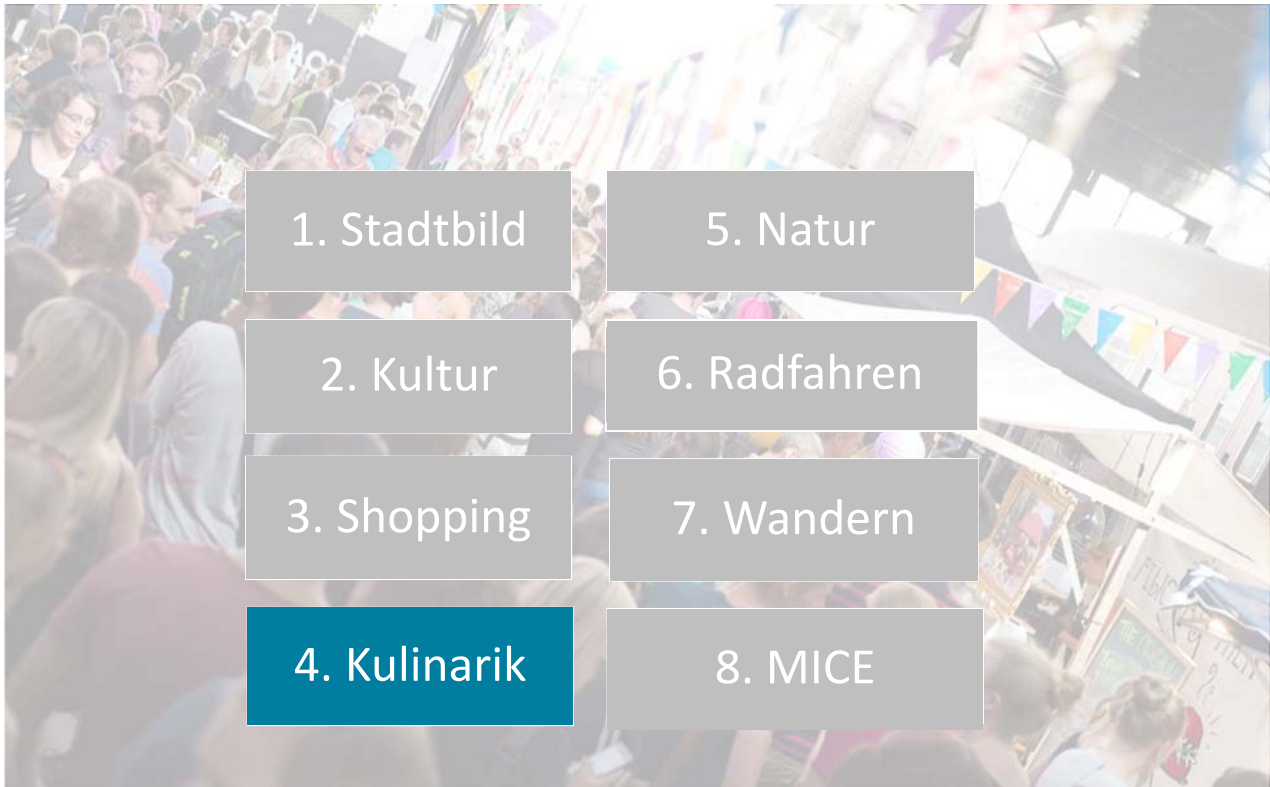 1. Stadtbild
2. Kultur
3. Shopping
4. Kulinarik
5. Natur
6. Radfahren
7. Wandern
8. MICE